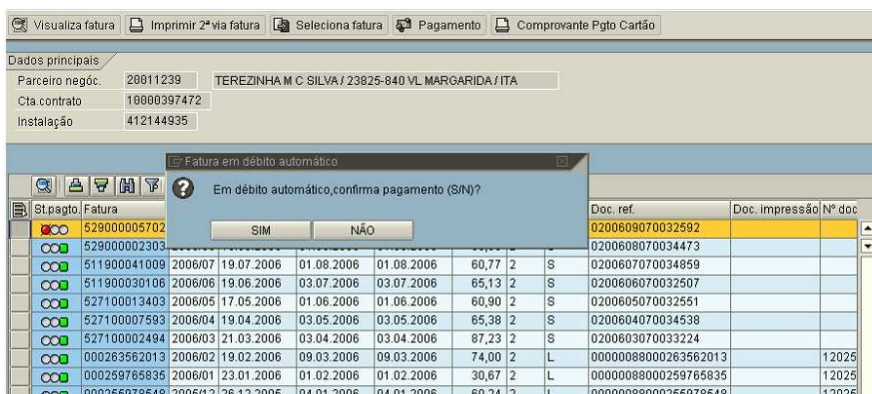 Visualiza fatura Imprimir 2ª via fatura Seleciona fatura Pagamento Comprovante Pgto Cartão
Dados principais
Parceiro negóc. 20011239 TEREZINHA M C SILVA / 23825-840 VL MARGARIDA / ITA
Cta.contrato 10000397472
Instalação 412144935
Fatura em débito automático
Em débito automático,confirma pagamento (S/N)?
SIM NÃO
St.pagto. Fatura Doc. ref. Doc. impressão Nº doc
529000005702 0200609070032592
529000002303 0200608070034473
511900041009 2006/07 19.07.2006 01.08.2006 01.08.2006 60,77 2 S 0200607070034859
511900030106 2006/06 19.06.2006 03.07.2006 03.07.2006 65,13 2 S 0200606070032507
527100013403 2006/05 17.05.2006 01.06.2006 01.06.2006 60,90 2 S 0200605070032551
527100007593 2006/04 19.04.2006 03.05.2006 03.05.2006 65,38 2 S 0200604070034538
527100002494 2006/03 21.03.2006 03.04.2006 03.04.2006 87,23 2 S 0200603070033224
000263562013 2006/02 19.02.2006 09.03.2006 09.03.2006 74,00 2 L 00000088000263562013 12025
000259765835 2006/01 23.01.2006 01.02.2006 01.02.2006 30,67 2 L 00000088000259765835 12025